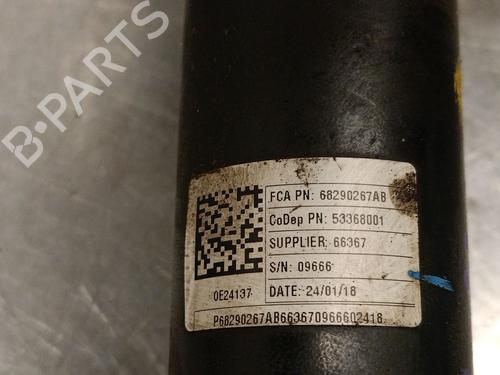 B-PARTS
FCA PN: 68290267AB
CoDep PN: 53368001
SUPPLIER: 66367
S/N: 09666
0E24137
DATE: 24/01/18
P68290267AB663670966602418